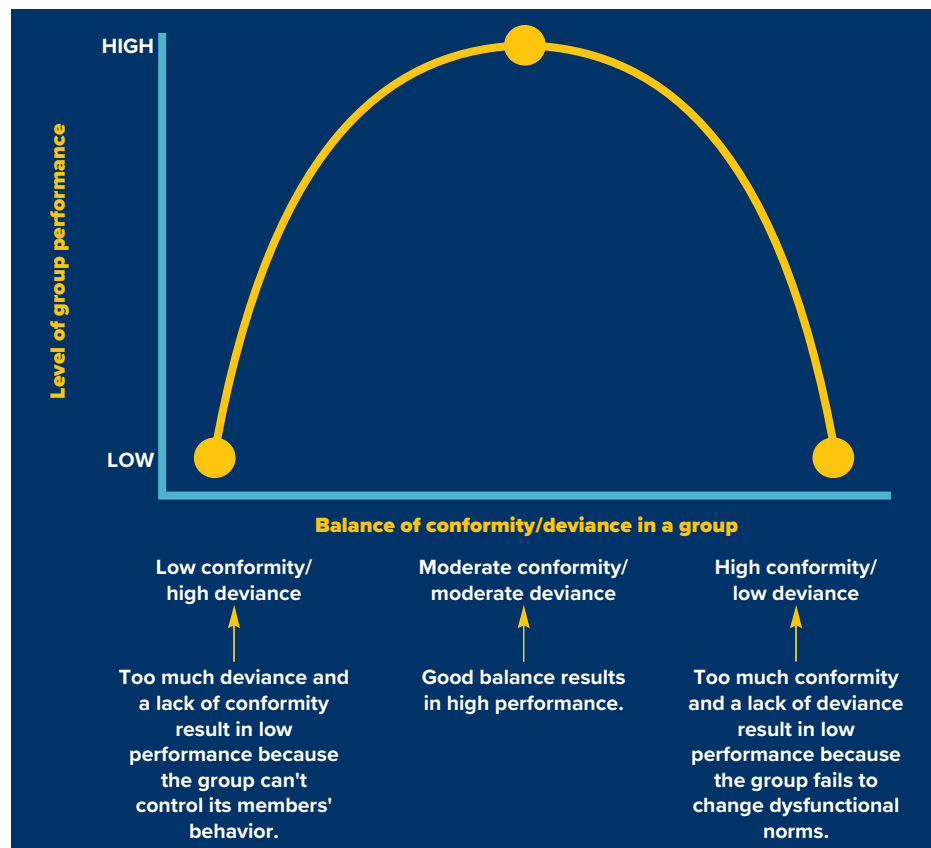 HIGH
Level of group performance
LOW
Balance of conformity/deviance in a group
Low conformity/
high deviance
Moderate conformity/
moderate deviance
High conformity/
low deviance
Too much deviance and
a lack of conformity
result in low
performance because
the group can't
control its members'
behavior.
Good balance results
in high performance.
Too much conformity
and a lack of deviance
result in low
performance because
the group fails to
change dysfunctional
norms.